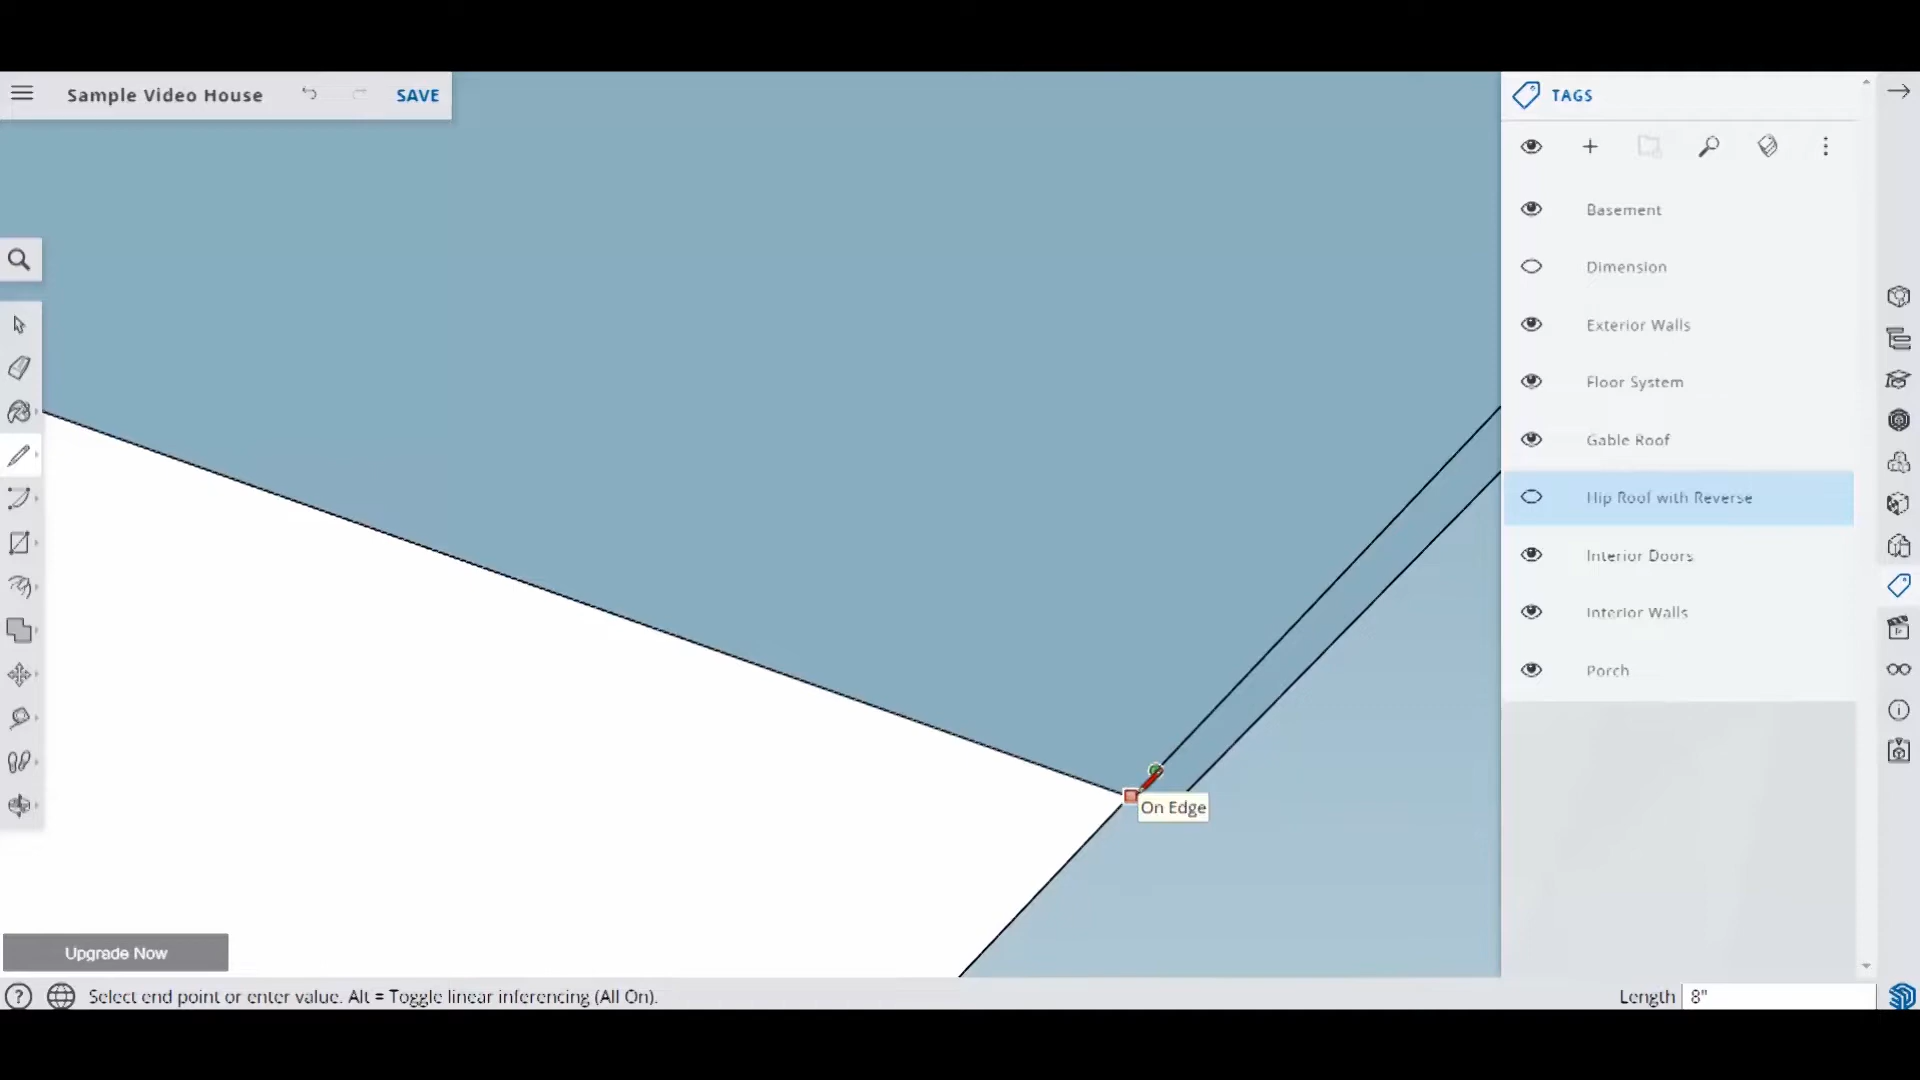 Sample Video House
SAVE
TAGS
Basement
Dimension
Exterior Walls
Floor System
Gable Roof
Hip Roof with Reverse
Interior Doors
Interior Walls
Porch
On Edge
Upgrade Now
Select end point or enter value. Alt = Toggle linear inferencing (All On).
Length 8"